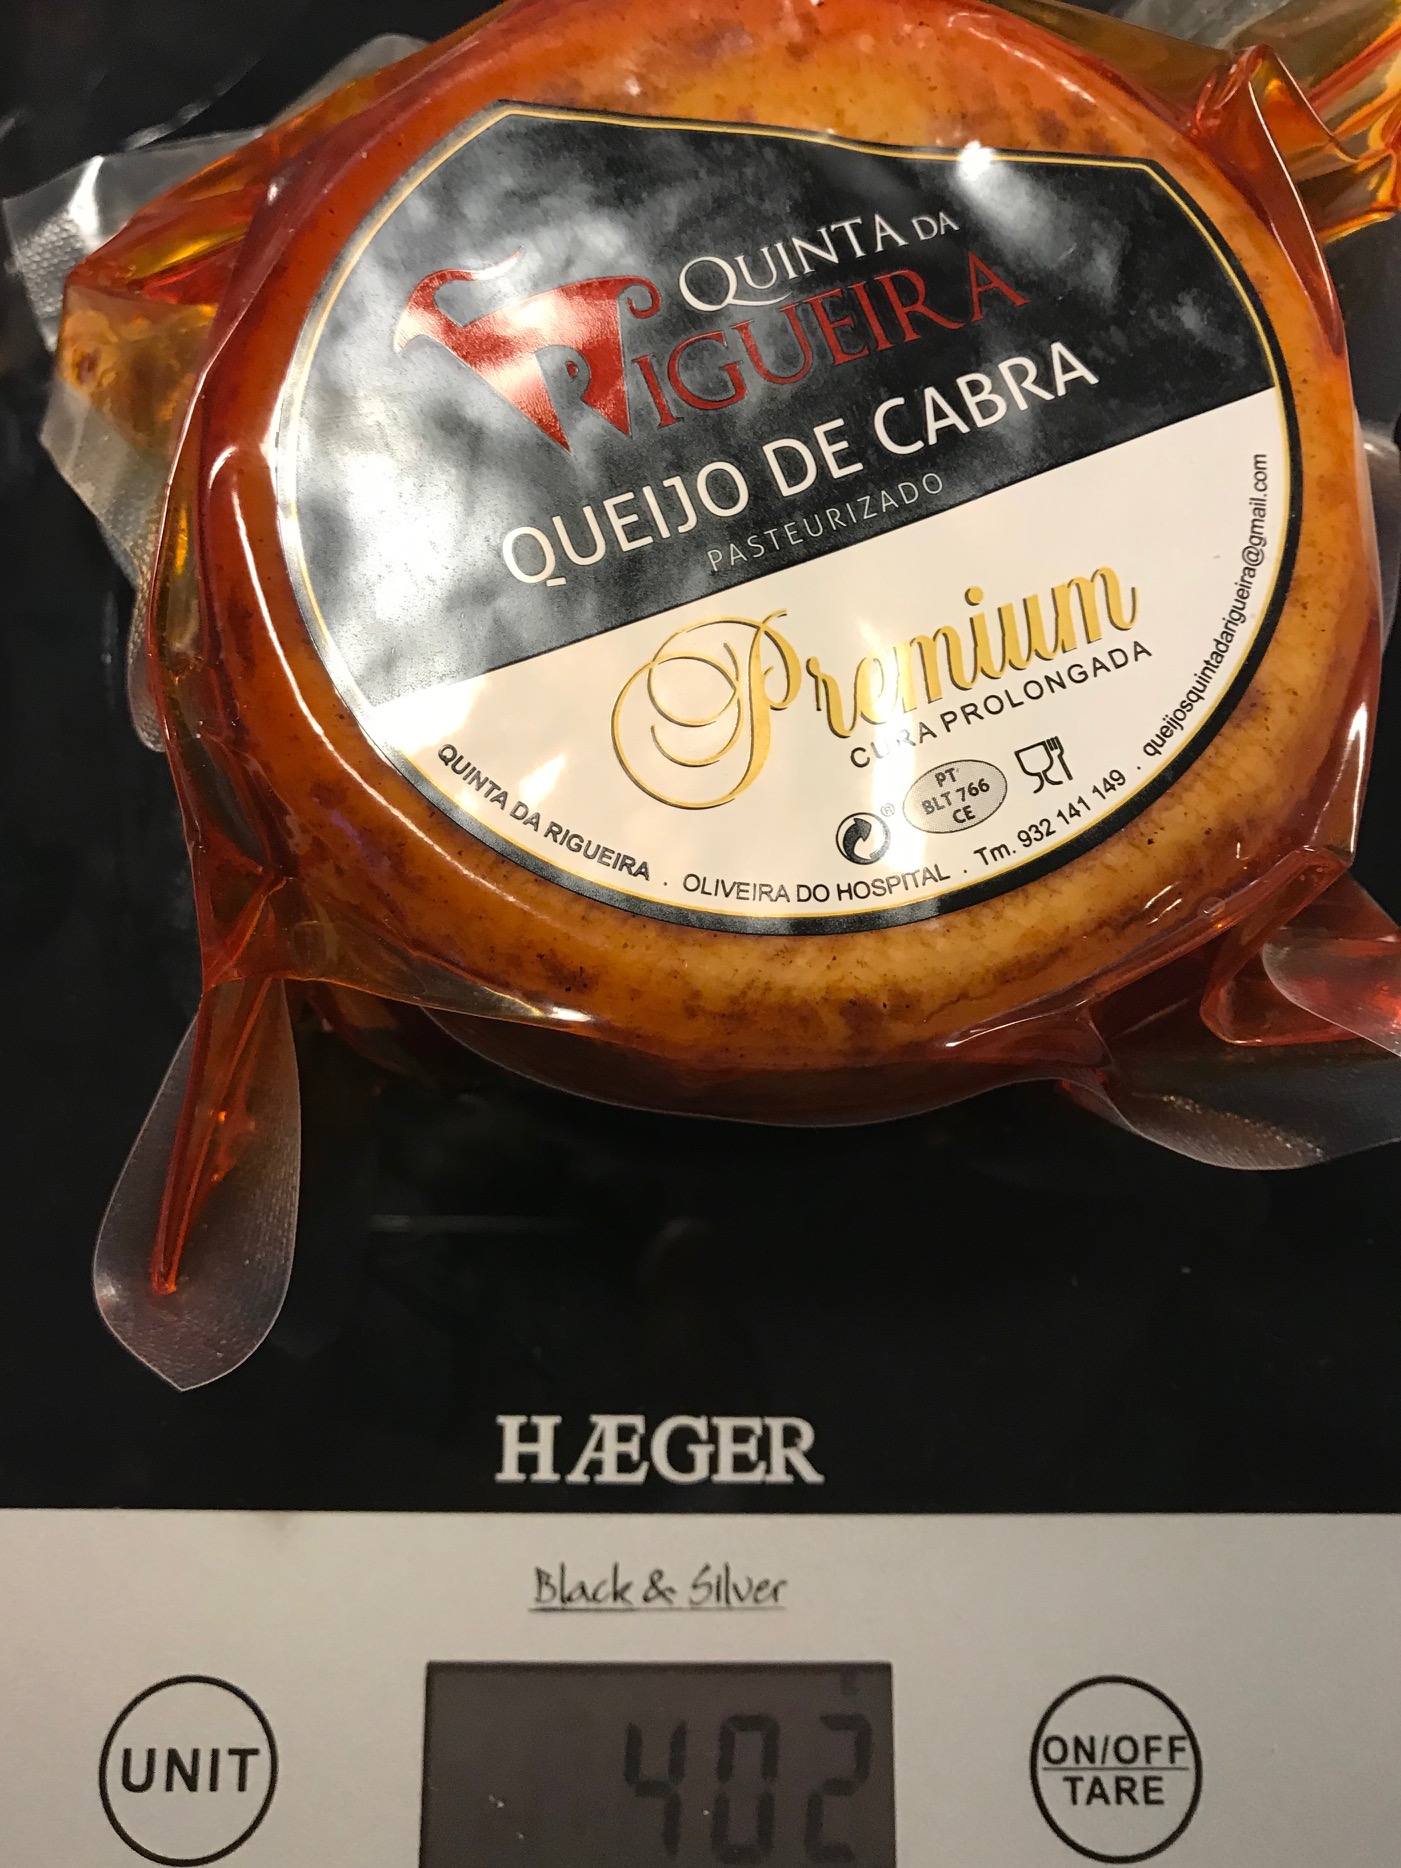 QUINTA DA
RIGUEIRA
QUEIJO DE CABRA
PASTEURIZADO
Premium
CURA PROLONGADA
PT
BLT 766
CE
®
QUINTA DA RIGUEIRA . OLIVEIRA DO HOSPITAL . Tm. 932 141 149 . queijosquintadarigueira@gmail.com
HÆGER
Black & Silver
UNIT
402
ON/OFF
TARE